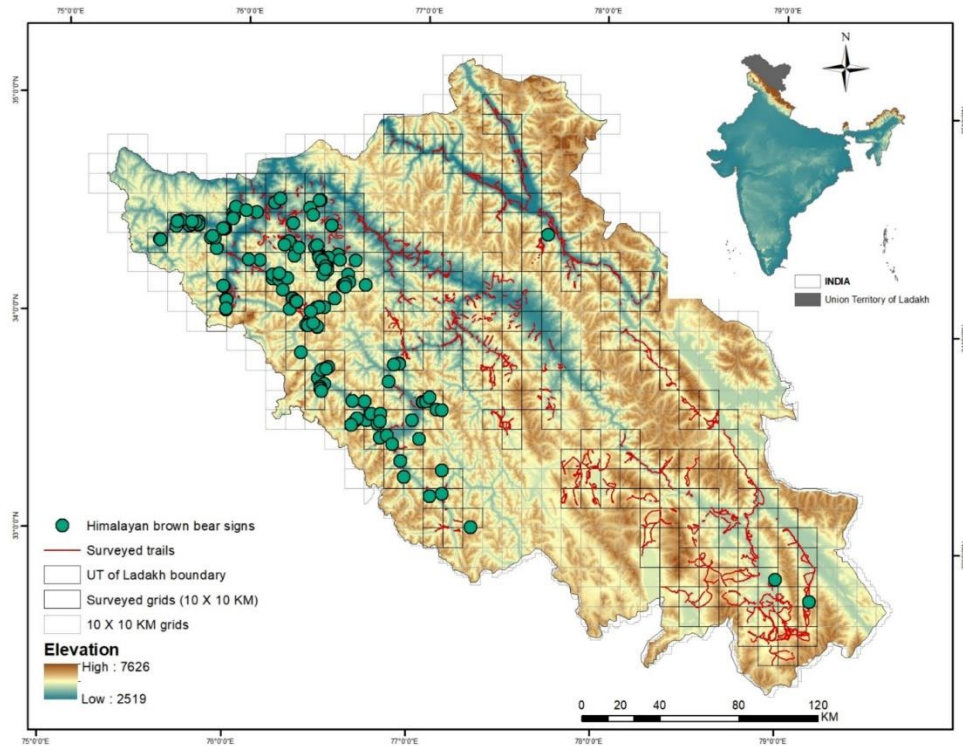 75°0'0"E 76°0'0"E 77°0'0"E 78°0'0"E 79°0'0"E
N
35°0'0"N
34°0'0"N
33°0'0"N
INDIA
Union Territory of Ladakh
Himalayan brown bear signs
Surveyed trails
UT of Ladakh boundary
Surveyed grids (10 X 10 KM)
10 X 10 KM grids
Elevation
High : 7626
Low : 2519
0 20 40 80 120
KM
75°0'0"E 76°0'0"E 77°0'0"E 78°0'0"E 79°0'0"E